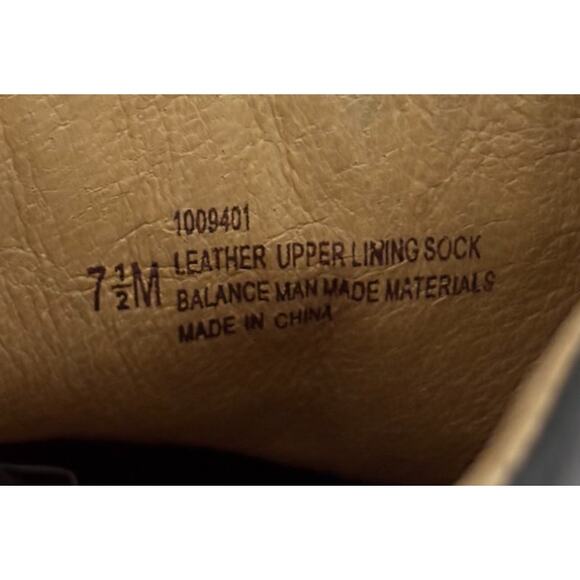 1009401
7½M LEATHER UPPER LINING SOCK
BALANCE MAN MADE MATERIALS
MADE IN CHINA